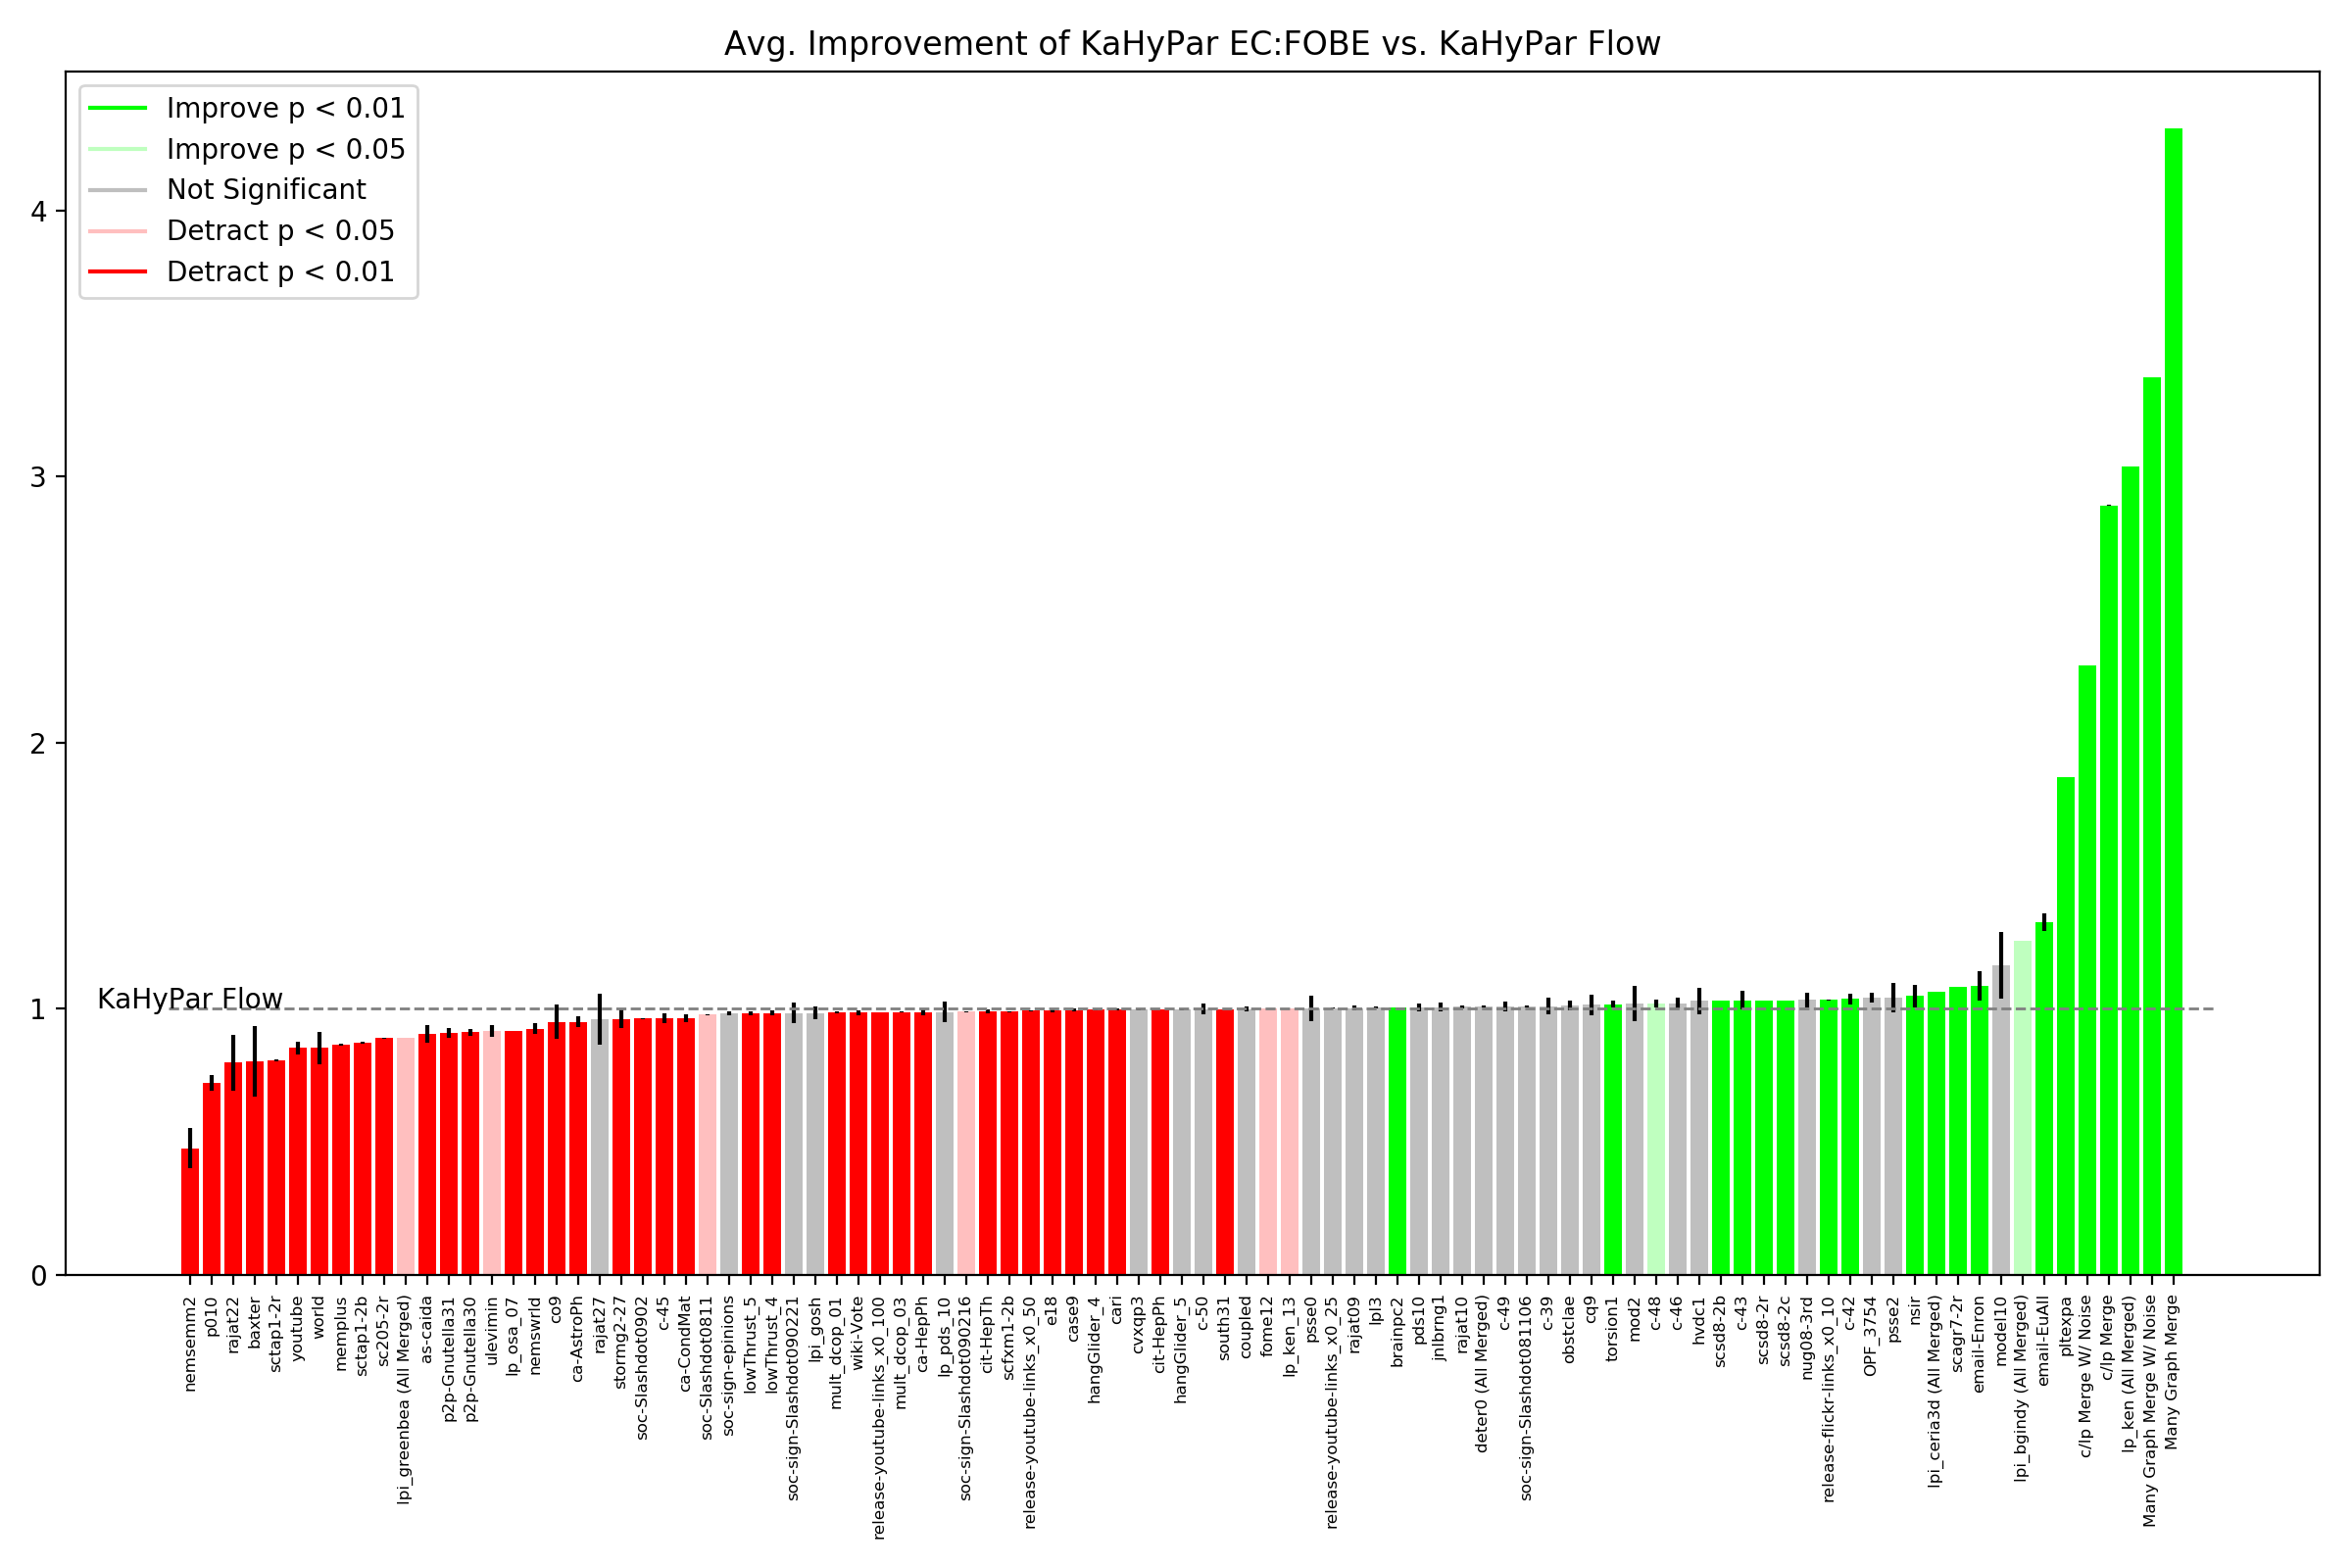 Avg. Improvement of KaHyPar EC:FOBE vs. KaHyPar Flow
Improve p < 0.01
Improve p < 0.05
Not Significant
Detract p < 0.05
Detract p < 0.01
4
3
2
1
0
KaHyPar Flow
nemsemm2
p010
rajat22
baxter
sctap1-2r
youtube
world
memplus
sctap1-2b
sc205-2r
lpi_greenbea (All Merged)
as-caida
p2p-Gnutella31
p2p-Gnutella30
ulevimin
lp_osa_07
nemswrld
co9
ca-AstroPh
rajat27
stormg2-27
soc-Slashdot0902
c-45
ca-CondMat
soc-Slashdot0811
soc-sign-epinions
lowThrust_5
lowThrust_4
soc-sign-Slashdot090221
lpi_gosh
mult_dcop_01
wiki-Vote
release-youtube-links_x0_100
mult_dcop_03
ca-HepPh
lp_pds_10
soc-sign-Slashdot090216
cit-HepTh
scfxm1-2b
release-youtube-links_x0_50
e18
case9
hangGlider_4
cari
cvxqp3
cit-HepPh
hangGlider_5
c-50
south31
coupled
fome12
lp_ken_13
psse0
release-youtube-links_x0_25
rajat09
lpl3
brainpc2
pds10
jnlbrng1
rajat10
deter0 (All Merged)
c-49
soc-sign-Slashdot081106
c-39
obstclae
cq9
torsion1
mod2
c-48
c-46
hvdc1
scsd8-2b
c-43
scsd8-2r
scsd8-2c
nug08-3rd
release-flickr-links_x0_10
c-42
OPF_3754
psse2
nsir
lpi_ceria3d (All Merged)
scagr7-2r
email-Enron
model10
lpi_bgindy (All Merged)
email-EuAll
pltexpa
c/lp Merge W/ Noise
c/lp Merge
lp_ken (All Merged)
Many Graph Merge W/ Noise
Many Graph Merge